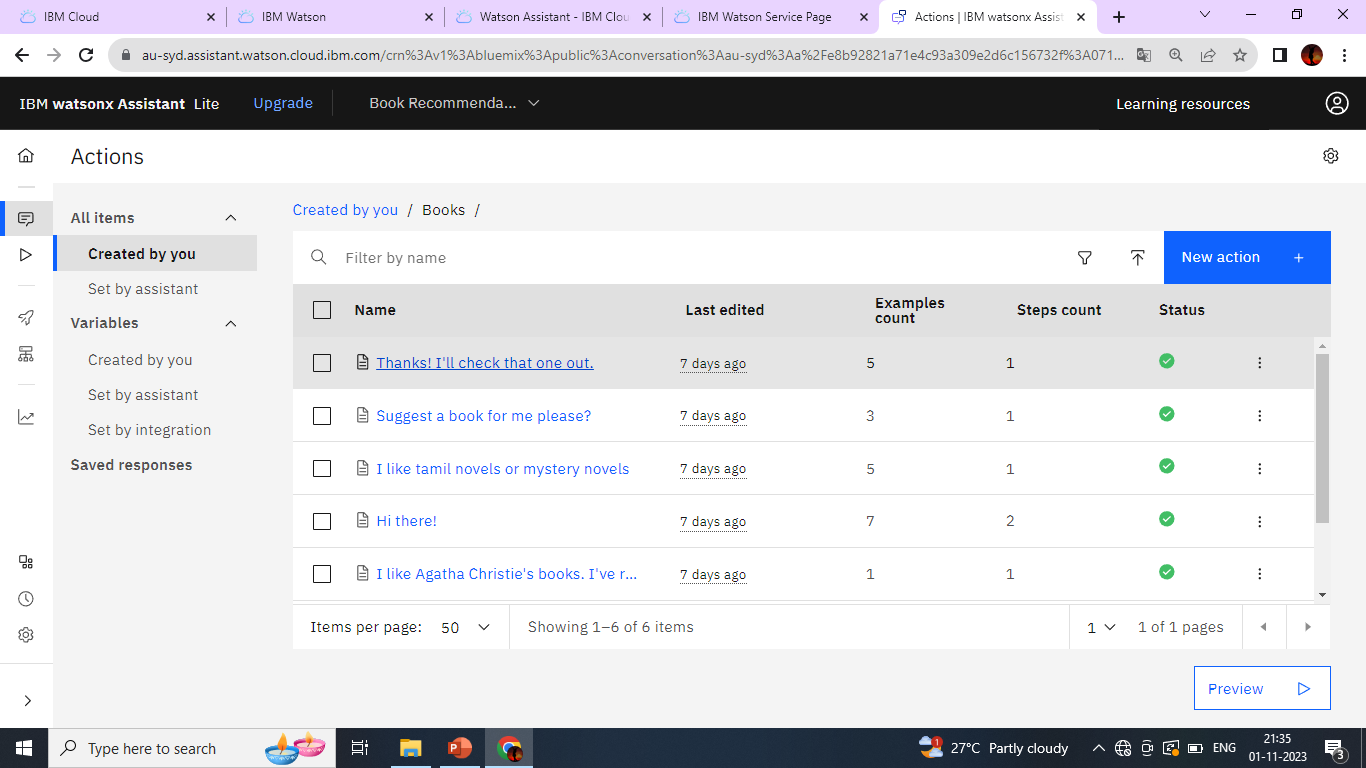 IBM Cloud
IBM Watson
Watson Assistant - IBM Clou
IBM Watson Service Page
Actions | IBM watsonx Assist
au-syd.assistant.watson.cloud.ibm.com/crn%3Av1%3Abluemix%3Apublic%3Aconversation%3Aau-syd%3Aa%2Fe8b92821a71e4c93a309e2d6c156732f%3A071...
IBM watsonx Assistant Lite
Upgrade
Book Recommenda...
Learning resources
Actions
All items
Created by you
Set by assistant
Variables
Created by you
Set by assistant
Set by integration
Saved responses
Created by you / Books /
Filter by name
New action +
Name Last edited Examples count Steps count Status
Thanks! I'll check that one out. 7 days ago 5 1
Suggest a book for me please? 7 days ago 3 1
I like tamil novels or mystery novels 7 days ago 5 1
Hi there! 7 days ago 7 2
I like Agatha Christie's books. I've r... 7 days ago 1 1
Items per page: 50 Showing 1–6 of 6 items 1 1 of 1 pages
Preview
Type here to search
1
27°C Partly cloudy
ENG
21:35
01-11-2023
3